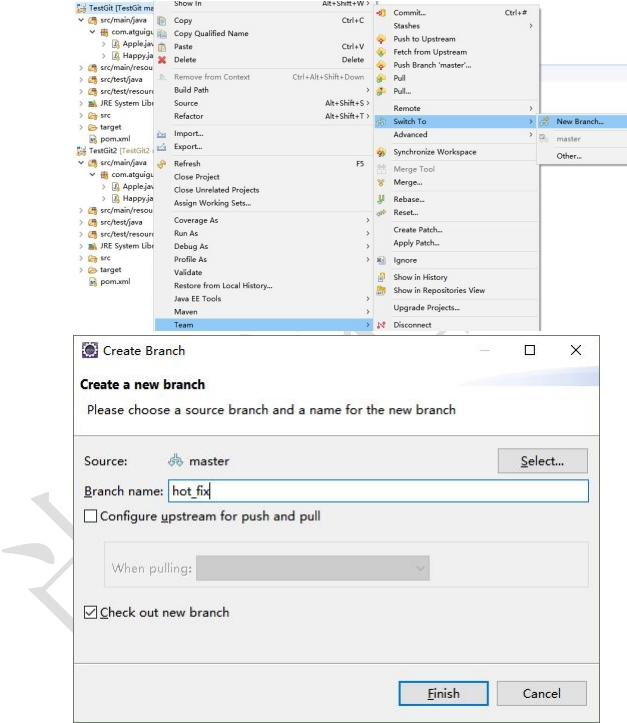 TestGit [TestGit ma
src/main/java
com.atguigu
Apple.jav
Happy.ja
src/main/resou
src/test/java
src/test/resour
JRE System Libr
src
target
pom.xml
TestGit2 [TestGit2
src/main/java
com.atguigu
Apple.jav
Happy.ja
src/main/resou
src/test/java
src/test/resourc
JRE System Libr
src
target
pom.xml
Show In Alt+Shift+W >
Copy Ctrl+C
Copy Qualified Name
Paste Ctrl+V
Delete Delete
Remove from Context Ctrl+Alt+Shift+Down
Build Path >
Source Alt+Shift+S >
Refactor Alt+Shift+T >
Import...
Export...
Refresh F5
Close Project
Close Unrelated Projects
Assign Working Sets...
Coverage As >
Run As >
Debug As >
Profile As >
Validate
Restore from Local History...
Java EE Tools >
Maven >
Team >
Commit... Ctrl+#
Stashes >
Push to Upstream
Fetch from Upstream
Push Branch 'master'...
Pull
Pull...
Remote >
Switch To >
Advanced >
Synchronize Workspace
Merge Tool
Merge...
Rebase...
Reset...
Create Patch...
Apply Patch...
Ignore
Show in History
Show in Repositories View
Upgrade Projects...
Disconnect
New Branch...
master
Other...
Create Branch
Create a new branch
Please choose a source branch and a name for the new branch
Source: master Select...
Branch name: hot_fix
Configure upstream for push and pull
When pulling:
Check out new branch
Finish Cancel